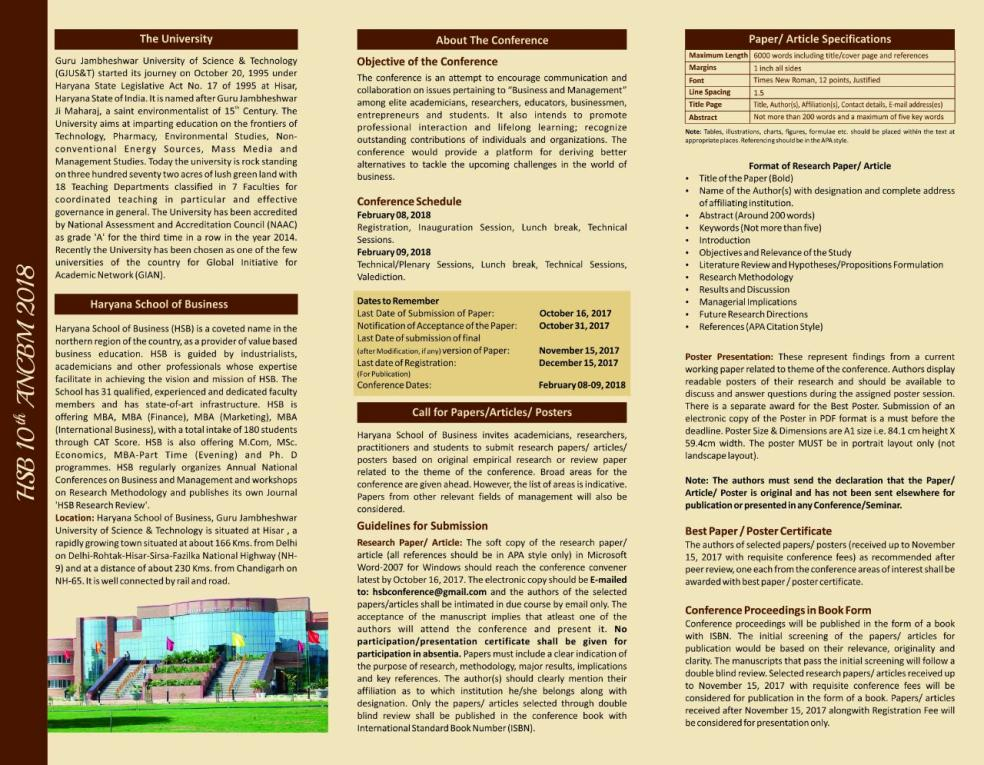 HSB 10th ANCBM 2018
The University
Guru Jambheshwar University of Science & Technology
(GJUS&T) started its journey on October 20, 1995 under
Haryana State Legislative Act No. 17 of 1995 at Hisar,
Haryana State of India. It is named after Guru Jambheshwar
Ji Maharaj, a saint environmentalist of 15th Century. The
University aims at imparting education on the frontiers of
Technology, Pharmacy, Environmental Studies, Non-
conventional Energy Sources, Mass Media and
Management Studies. Today the university is rock standing
on three hundred seventy two acres of lush green land with
18 Teaching Departments classified in 7 Faculties for
coordinated teaching in particular and effective
governance in general. The University has been accredited
by National Assessment and Accreditation Council (NAAC)
as grade 'A' for the third time in a row in the year 2014.
Recently the University has been chosen as one of the few
universities of the country for Global Initiative for
Academic Network (GIAN).
Haryana School of Business
Haryana School of Business (HSB) is a coveted name in the
northern region of the country, as a provider of value based
business education. HSB is guided by industrialists,
academicians and other professionals whose expertise
facilitate in achieving the vision and mission of HSB. The
School has 31 qualified, experienced and dedicated faculty
members and has state-of-art infrastructure. HSB is
offering MBA, MBA (Finance), MBA (Marketing), MBA
(International Business), with a total intake of 180 students
through CAT Score. HSB is also offering M.Com, MSc.
Economics, MBA-Part Time (Evening) and Ph. D
programmes. HSB regularly organizes Annual National
Conferences on Business and Management and workshops
on Research Methodology and publishes its own Journal
'HSB Research Review'.
Location: Haryana School of Business, Guru Jambheshwar
University of Science & Technology is situated at Hisar , a
rapidly growing town situated at about 166 Kms. from Delhi
on Delhi-Rohtak-Hisar-Sirsa-Fazilka National Highway (NH-
9) and at a distance of about 230 Kms. from Chandigarh on
NH-65. It is well connected by rail and road.
About The Conference
Objective of the Conference
The conference is an attempt to encourage communication and
collaboration on issues pertaining to "Business and Management"
among elite academicians, researchers, educators, businessmen,
entrepreneurs and students. It also intends to promote
professional interaction and lifelong learning; recognize
outstanding contributions of individuals and organizations. The
conference would provide a platform for deriving better
alternatives to tackle the upcoming challenges in the world of
business.
Conference Schedule
February 08, 2018
Registration, Inauguration Session, Lunch break, Technical
Sessions.
February 09, 2018
Technical/Plenary Sessions, Lunch break, Technical Sessions,
Valediction.
Dates to Remember
Last Date of Submission of Paper: October 16, 2017
Notification of Acceptance of the Paper: October 31, 2017
Last Date of submission of final
(after Modification, if any) version of Paper: November 15, 2017
Last date of Registration: December 15, 2017
(For Publication)
Conference Dates: February 08-09, 2018
Call for Papers/Articles/ Posters
Haryana School of Business invites academicians, researchers,
practitioners and students to submit research papers/ articles/
posters based on original empirical research or review paper
related to the theme of the conference. Broad areas for the
conference are given ahead. However, the list of areas is indicative.
Papers from other relevant fields of management will also be
considered.
Guidelines for Submission
Research Paper/ Article: The soft copy of the research paper/
article (all references should be in APA style only) in Microsoft
Word-2007 for Windows should reach the conference convener
latest by October 16, 2017. The electronic copy should be E-mailed
to: hsbconference@gmail.com and the authors of the selected
papers/articles shall be intimated in due course by email only. The
acceptance of the manuscript implies that atleast one of the
authors will attend the conference and present it. No
participation/presentation certificate shall be given for
participation in absentia. Papers must include a clear indication of
the purpose of research, methodology, major results, implications
and key references. The author(s) should clearly mention their
affiliation as to which institution he/she belongs along with
designation. Only the papers/ articles selected through double
blind review shall be published in the conference book with
International Standard Book Number (ISBN).
Paper/ Article Specifications
Maximum Length 6000 words including title/cover page and references
Margins 1 inch all sides
Font Times New Roman, 12 points, Justified
Line Spacing 1.5
Title Page Title, Author(s), Affiliation(s), Contact details, E-mail address(es)
Abstract Not more than 200 words and a maximum of five key words
Note: Tables, illustrations, charts, figures, formulae etc. should be placed within the text at
appropriate places. Referencing should be in the APA style.
Format of Research Paper/ Article
• Title of the Paper (Bold)
• Name of the Author(s) with designation and complete address
of affiliating institution.
• Abstract (Around 200 words)
• Keywords (Not more than five)
• Introduction
• Objectives and Relevance of the Study
• Literature Review and Hypotheses/Propositions Formulation
• Research Methodology
• Results and Discussion
• Managerial Implications
• Future Research Directions
• References (APA Citation Style)
Poster Presentation: These represent findings from a current
working paper related to theme of the conference. Authors display
readable posters of their research and should be available to
discuss and answer questions during the assigned poster session.
There is a separate award for the Best Poster. Submission of an
electronic copy of the Poster in PDF format is a must before the
deadline. Poster Size & Dimensions are A1 size i.e. 84.1 cm height X
59.4cm width. The poster MUST be in portrait layout only (not
landscape layout).
Note: The authors must send the declaration that the Paper/
Article/ Poster is original and has not been sent elsewhere for
publication or presented in any Conference/Seminar.
Best Paper / Poster Certificate
The authors of selected papers/ posters (received up to November
15, 2017 with requisite conference fees) as recommended after
peer review, one each from the conference areas of interest shall be
awarded with best paper / poster certificate.
Conference Proceedings in Book Form
Conference proceedings will be published in the form of a book
with ISBN. The initial screening of the papers/ articles for
publication would be based on their relevance, originality and
clarity. The manuscripts that pass the initial screening will follow a
double blind review. Selected research papers/ articles received up
to November 15, 2017 with requisite conference fees will be
considered for publication in the form of a book. Papers/ articles
received after November 15, 2017 alongwith Registration Fee will
be considered for presentation only.